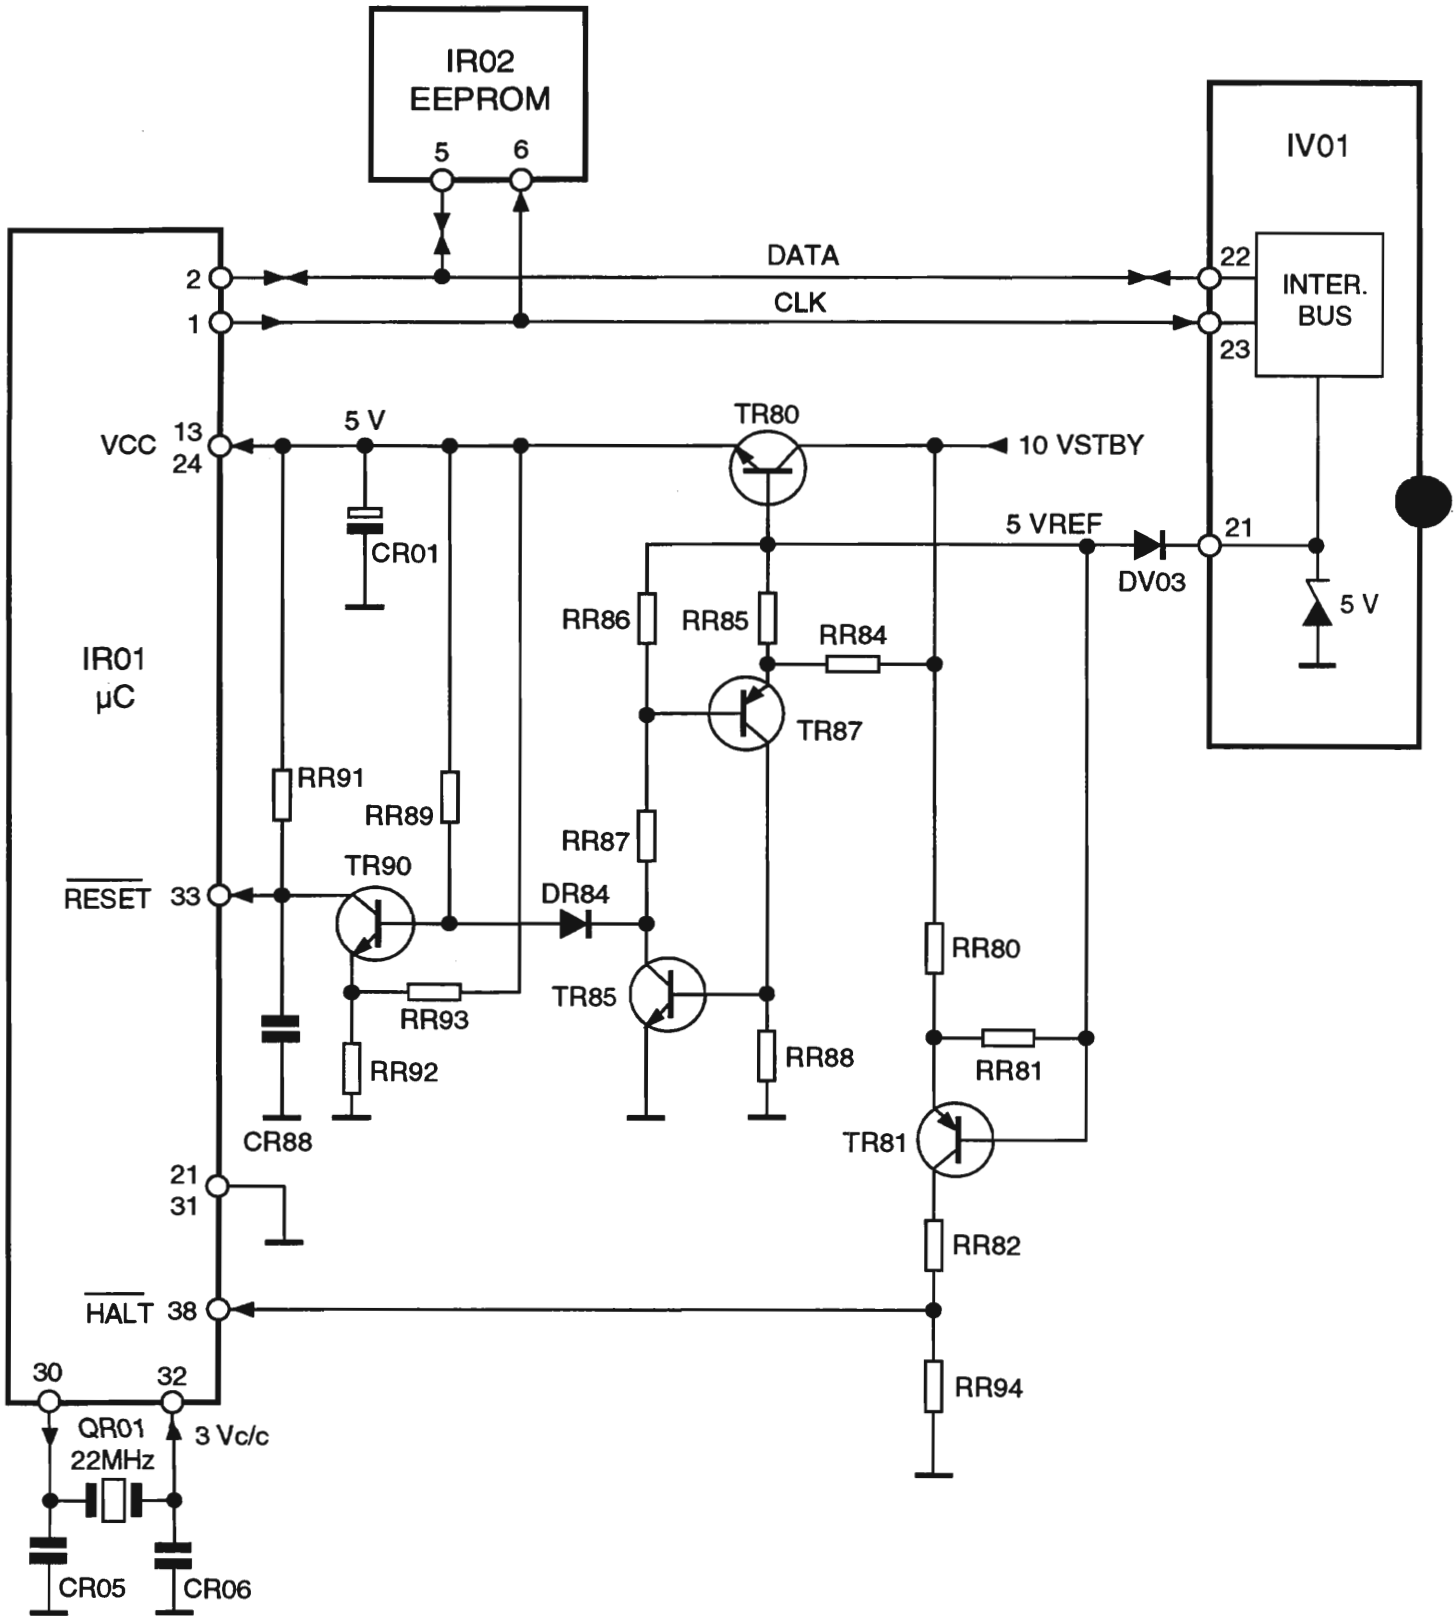 IR02
EEPROM
5
6
IV01
2
DATA
22
INTER.
BUS
1
CLK
23
VCC
13
24
5 V
TR80
10 VSTBY
CR01
5 VREF
21
DV03
5 V
RR86
RR85
RR84
IR01
µC
TR87
RR91
RR89
RR87
TR90
DR84
RESET
33
RR80
TR85
RR93
RR92
RR88
RR81
CR88
TR81
21
31
RR82
HALT
38
RR94
30
32
QR01
22MHz
3 Vc/c
CR05
CR06